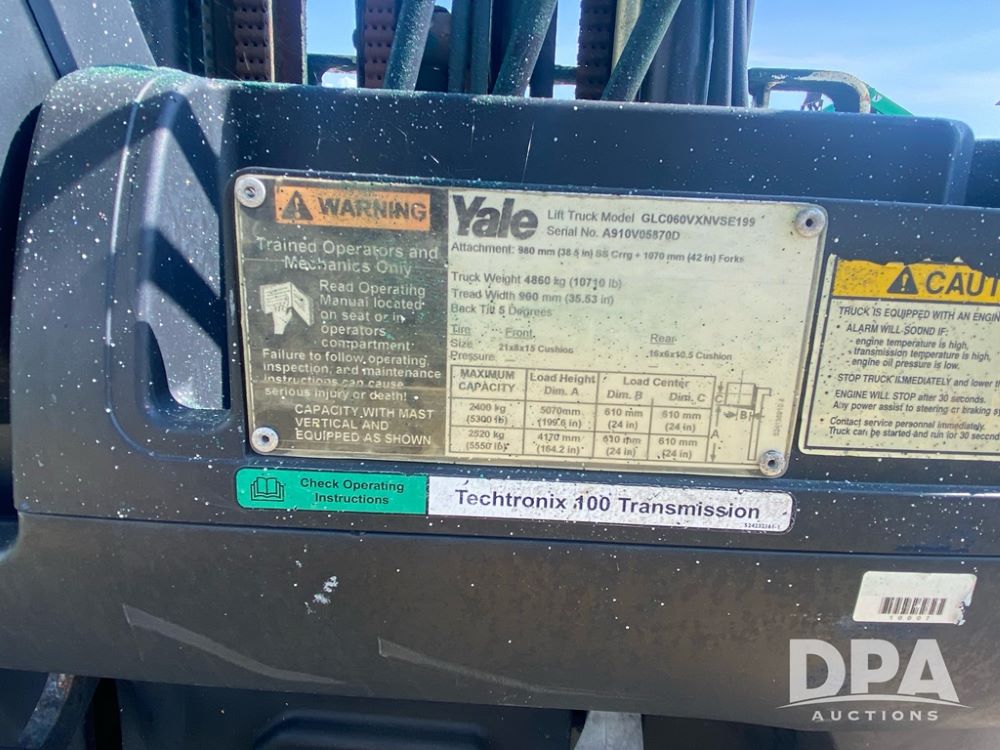 WARNING
Trained Operators and
Mechanics Only
Read Operating
Manual located
on seat or in
operators
compartment
Failure to follow, operating,
inspection, and maintenance
instructions can cause
serious injury or death!
CAPACITY WITH MAST
VERTICAL AND
EQUIPPED AS SHOWN
Yale Lift Truck Model GLC060VXNVSE199
Serial No. A910V05870D
Attachment: 980 mm (38.5 in) SS Crrg + 1070 mm (42 in) Forks
Truck Weight 4860 kg (10710 lb)
Tread Width 900 mm (35.53 in)
Back Tilt 5 Degrees
Tire Front Rear
Size 21x8x15 Cushion 16x6x10.5 Cushion
Pressure — —
MAXIMUM CAPACITY Load Height Dim. A Load Center Dim. B Dim. C
2400 kg (5300 lb) 5070mm (199.6 in) 610 mm (24 in) 610 mm (24 in)
2520 kg (5550 lb) 4170 mm (164.2 in) 610 mm (24 in) 610 mm (24 in)
C
B
A
CAUT
TRUCK IS EQUIPPED WITH AN ENGIN
• ALARM WILL SOUND IF:
engine temperature is high,
• transmission temperature is high,
engine oil pressure is low.
STOP TRUCK IMMEDIATELY and lower
ENGINE WILL STOP after 30 seconds.
Any power assist to steering or braking
Contact service personnel immediately.
Truck can be started and run for 30 second
Check Operating
Instructions
Techtronix 100 Transmission
10007
DPA
AUCTIONS